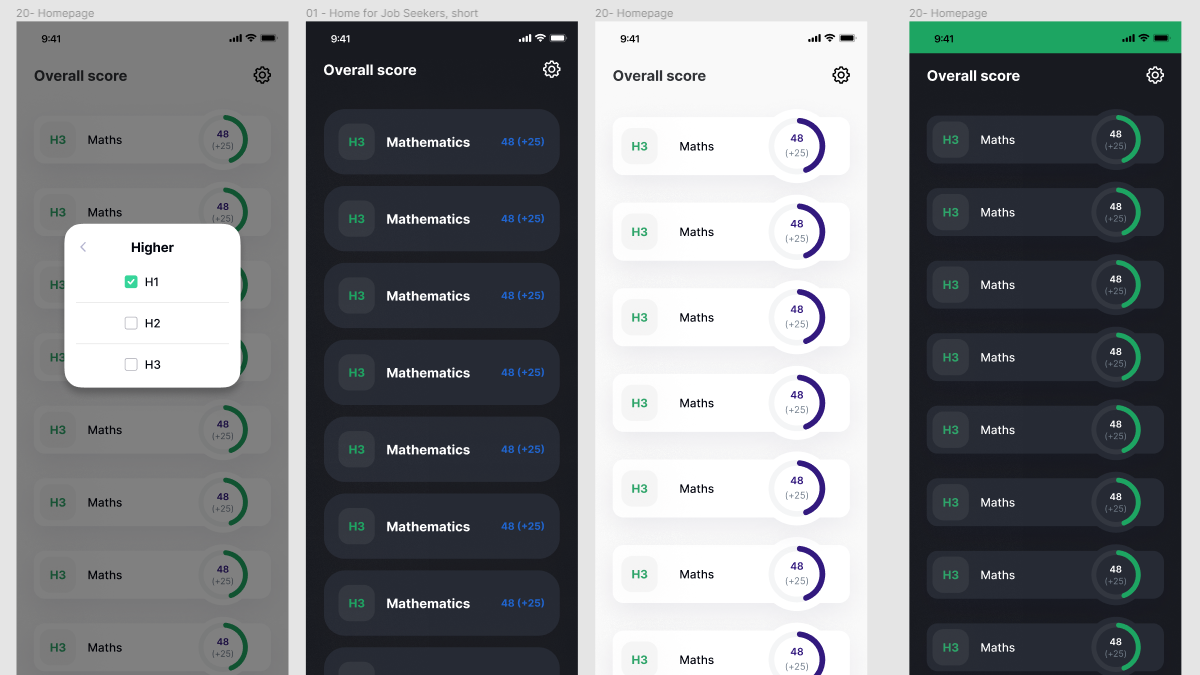 20- Homepage
9:41
Overall score
H3 Maths 48
(+25)
H3 Maths 48
(+25)
H3
H3
Higher
H1
H2
H3
H3 Maths 48
(+25)
H3 Maths 48
(+25)
H3 Maths 48
(+25)
H3 Maths 48
(+25)
01 - Home for Job Seekers, short
9:41
Overall score
H3 Mathematics 48 (+25)
H3 Mathematics 48 (+25)
H3 Mathematics 48 (+25)
H3 Mathematics 48 (+25)
H3 Mathematics 48 (+25)
H3 Mathematics 48 (+25)
H3 Mathematics 48 (+25)
20- Homepage
9:41
Overall score
H3 Maths 48
(+25)
H3 Maths 48
(+25)
H3 Maths 48
(+25)
H3 Maths 48
(+25)
H3 Maths 48
(+25)
H3 Maths 48
(+25)
H3 Maths 48
(+25)
20- Homepage
9:41
Overall score
H3 Maths 48
(+25)
H3 Maths 48
(+25)
H3 Maths 48
(+25)
H3 Maths 48
(+25)
H3 Maths 48
(+25)
H3 Maths 48
(+25)
H3 Maths 48
(+25)
H3 Maths 48
(+25)